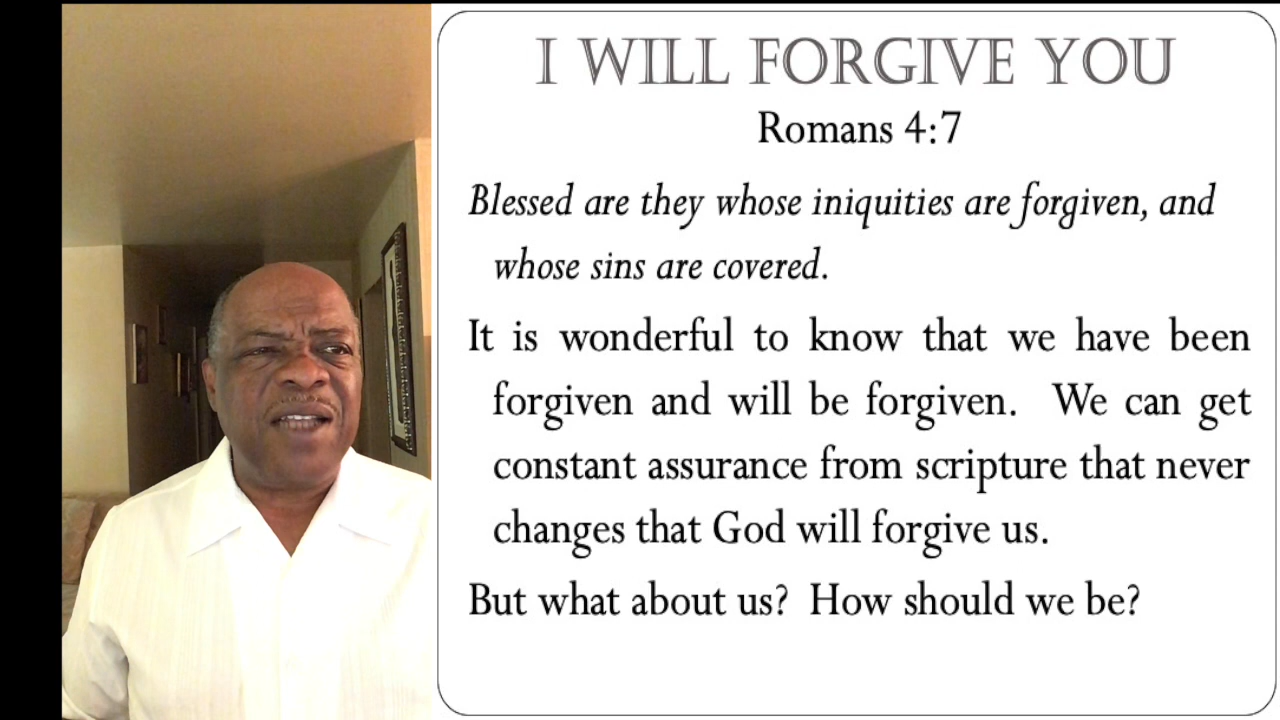 I WILL FORGIVE YOU
Romans 4:7
Blessed are they whose iniquities are forgiven, and
whose sins are covered.
It is wonderful to know that we have been
forgiven and will be forgiven.  We can get
constant assurance from scripture that never
changes that God will forgive us.
But what about us?  How should we be?